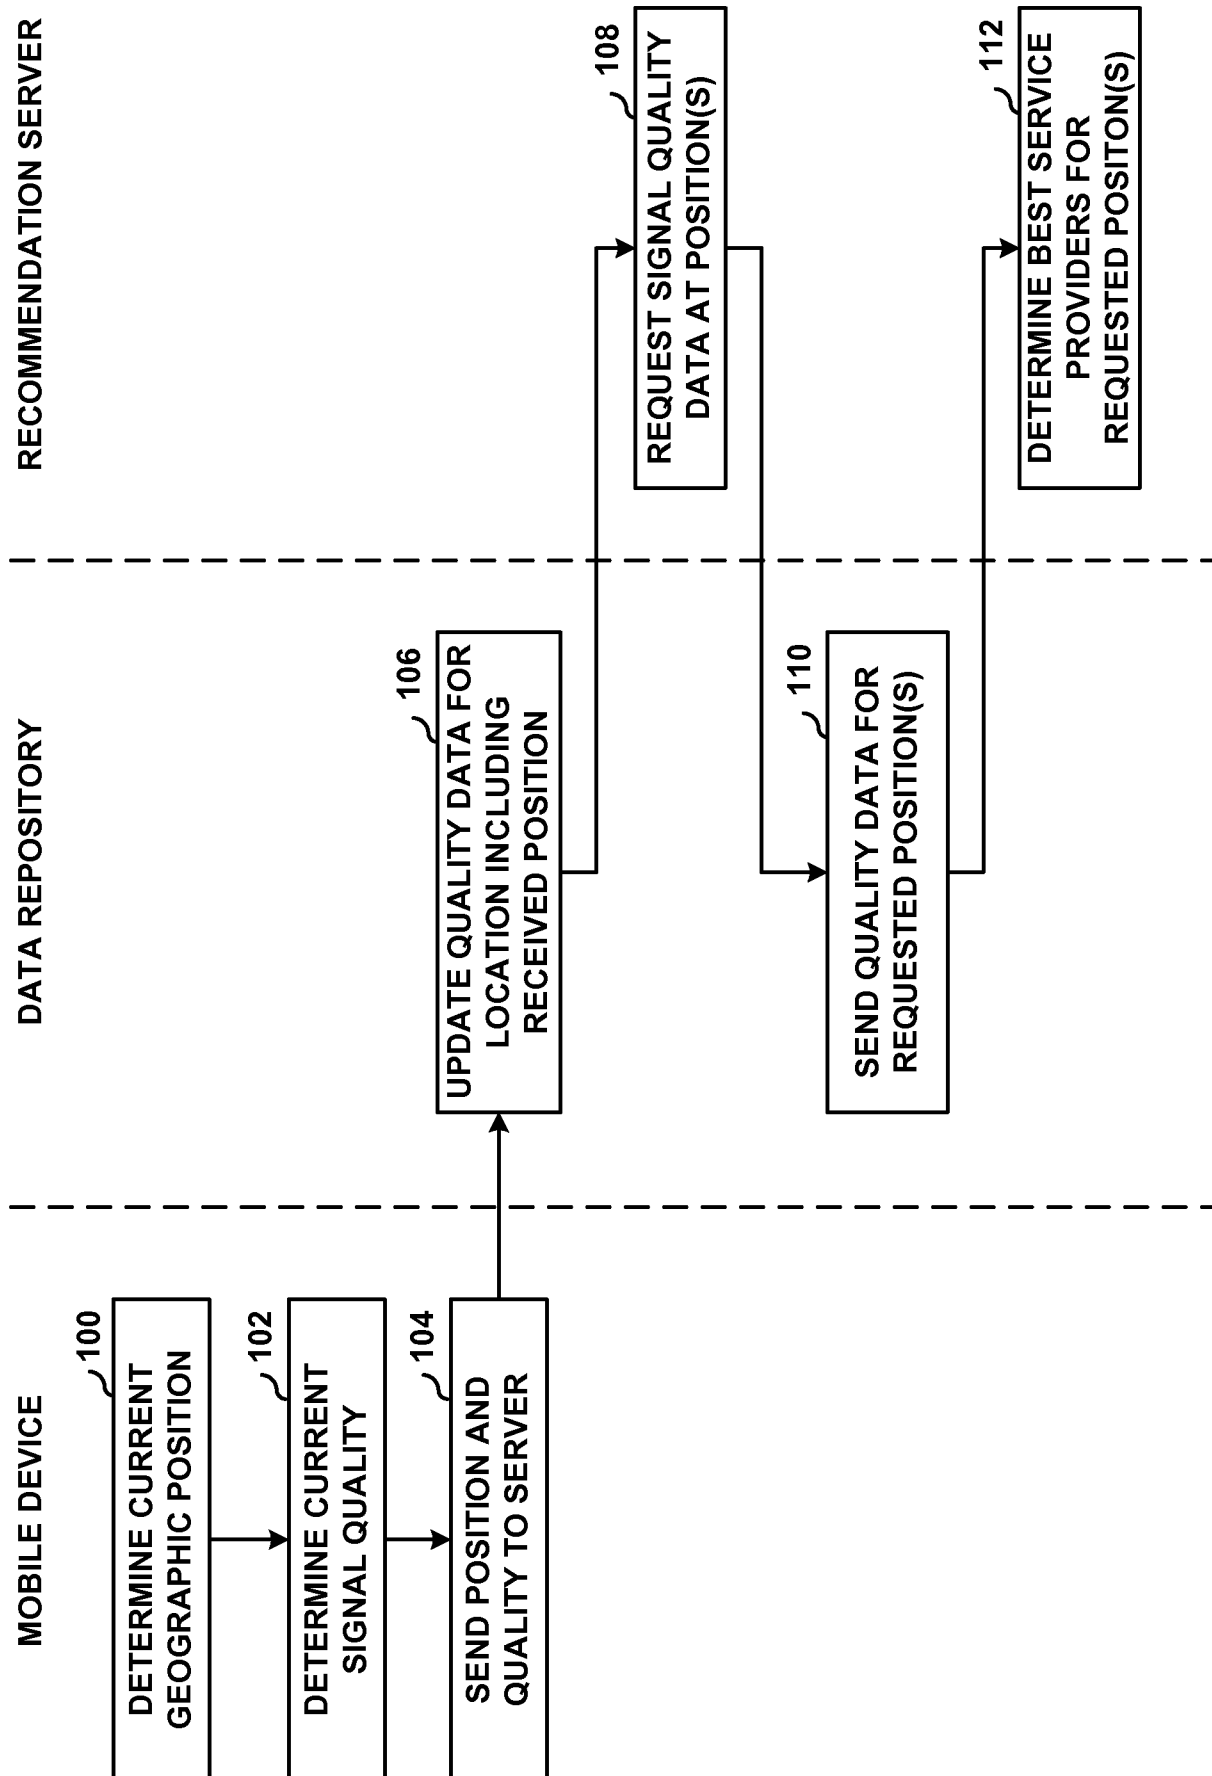 MOBILE DEVICE
DATA REPOSITORY
RECOMMENDATION SERVER
100
DETERMINE CURRENT
GEOGRAPHIC POSITION
102
DETERMINE CURRENT
SIGNAL QUALITY
104
SEND POSITION AND
QUALITY TO SERVER
106
UPDATE QUALITY DATA FOR
LOCATION INCLUDING
RECEIVED POSITION
108
REQUEST SIGNAL QUALITY
DATA AT POSITION(S)
110
SEND QUALITY DATA FOR
REQUESTED POSITION(S)
112
DETERMINE BEST SERVICE
PROVIDERS FOR
REQUESTED POSITON(S)